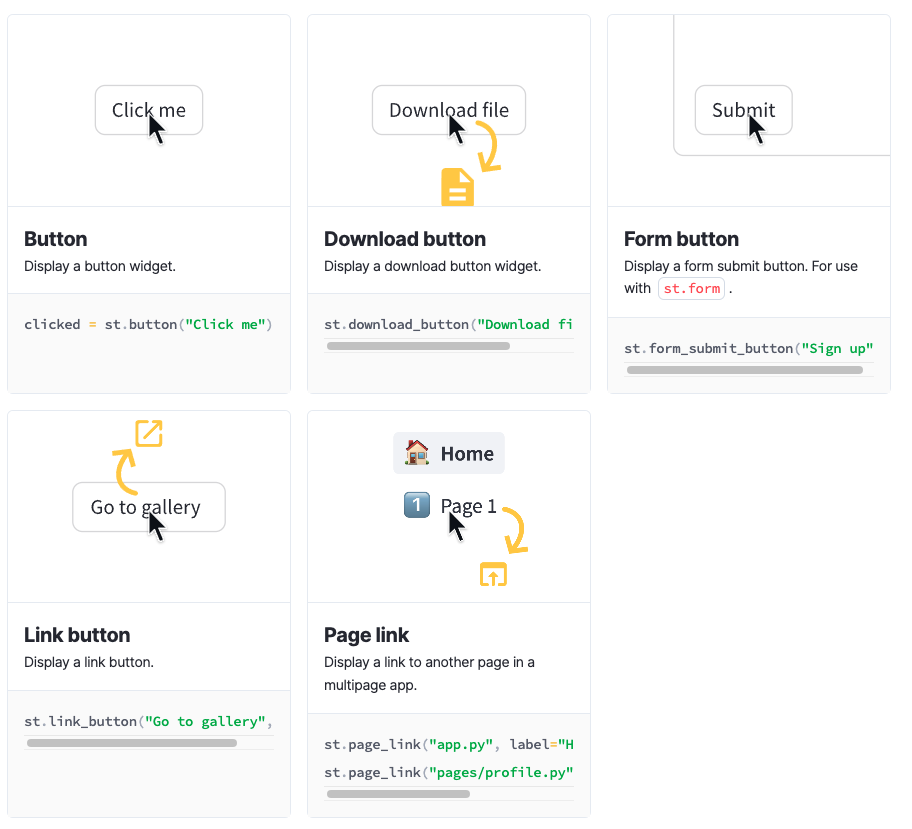 Click me
Button
Display a button widget.
clicked = st.button("Click me")
Download file
Download button
Display a download button widget.
st.download_button("Download fi
Submit
Form button
Display a form submit button. For use
with st.form .
st.form_submit_button("Sign up"
Go to gallery
Link button
Display a link button.
st.link_button("Go to gallery",
🏠 Home
1 Page 1
Page link
Display a link to another page in a
multipage app.
st.page_link("app.py", label="H
st.page_link("pages/profile.py"